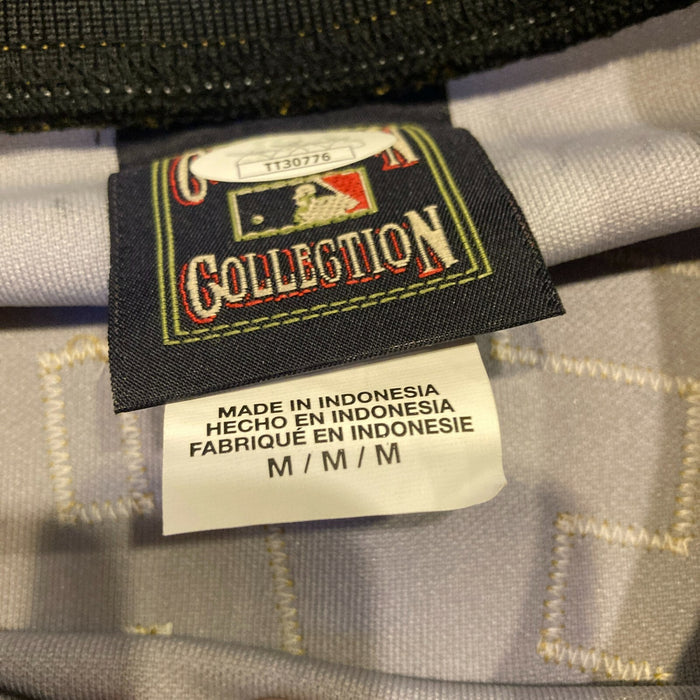 TT30776
COLLECTION
MADE IN INDONESIA
HECHO EN INDONESIA
FABRIQUÉ EN INDONESIE
M / M / M